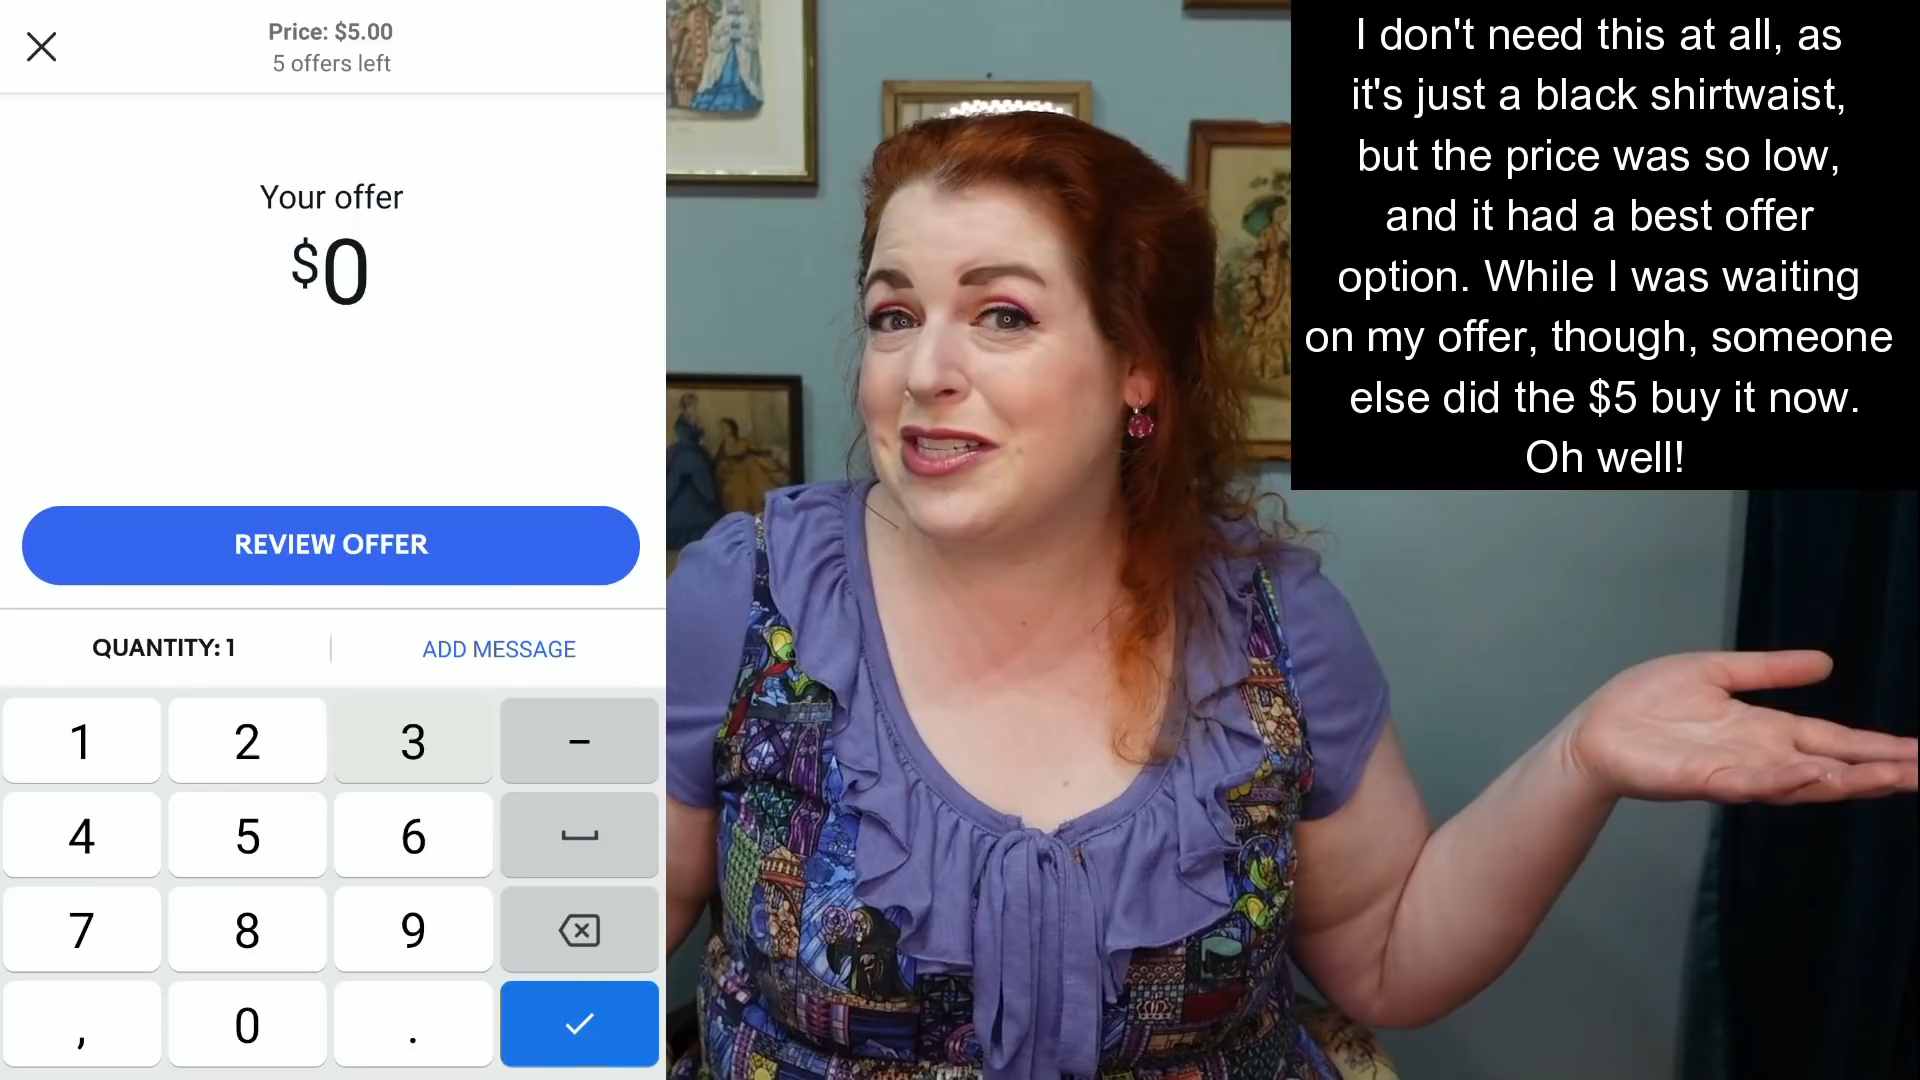 Price: $5.00
5 offers left
Your offer
$0
REVIEW OFFER
QUANTITY: 1
ADD MESSAGE
1 2 3 -
4 5 6
7 8 9
, 0 .
I don't need this at all, as
it's just a black shirtwaist,
but the price was so low,
and it had a best offer
option. While I was waiting
on my offer, though, someone
else did the $5 buy it now.
Oh well!